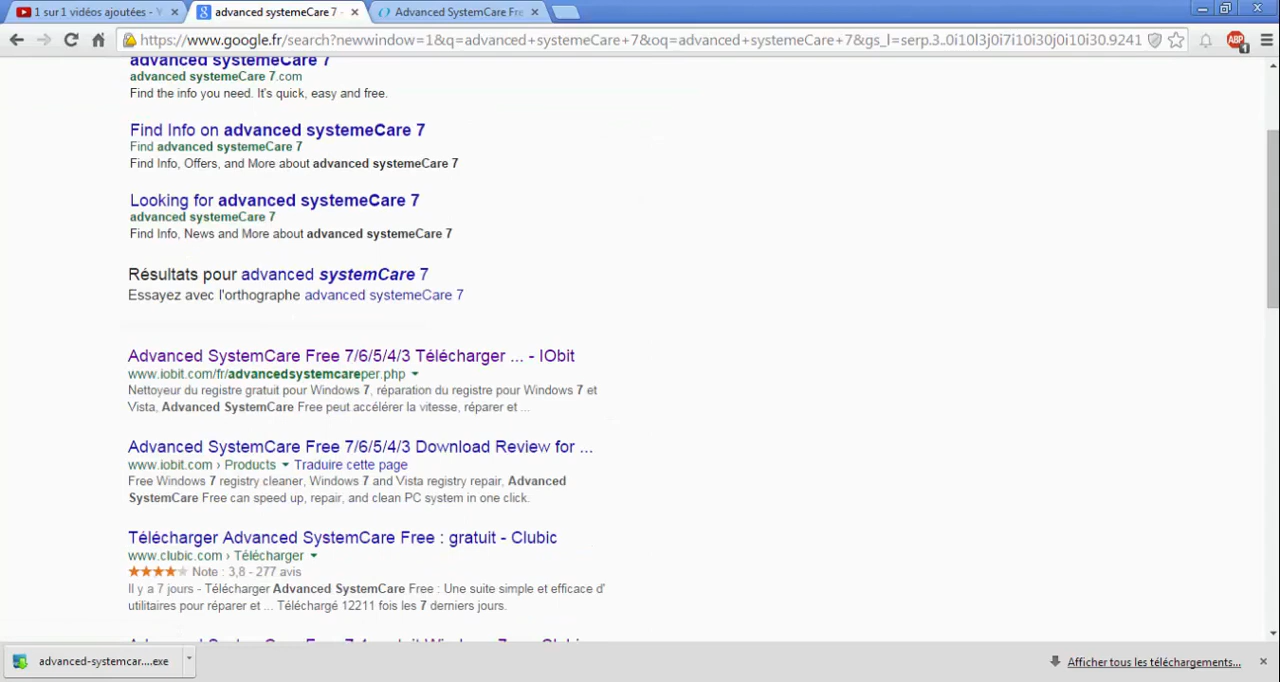 1 sur 1 vidéos ajoutées - Y
advanced systemeCare 7 -
Advanced SystemCare Fre
https://www.google.fr/search?newwindow=1&q=advanced+systemeCare+7&oq=advanced+systemeCare+7&gs_l=serp.3..0i10l3j0i7i10i30j0i10i30.9241
ABP
1
advanced systemeCare 7
advanced systemeCare 7.com
Find the info you need. It's quick, easy and free.
Find Info on advanced systemeCare 7
Find advanced systemeCare 7
Find Info, Offers, and More about advanced systemeCare 7
Looking for advanced systemeCare 7
advanced systemeCare 7
Find Info, News and More about advanced systemeCare 7
Résultats pour advanced systemCare 7
Essayez avec l'orthographe advanced systemeCare 7
Advanced SystemCare Free 7/6/5/4/3 Télécharger ... - IObit
www.iobit.com/fr/advancedsystemcareper.php
Nettoyeur du registre gratuit pour Windows 7, réparation du registre pour Windows 7 et
Vista, Advanced SystemCare Free peut accélérer la vitesse, réparer et ...
Advanced SystemCare Free 7/6/5/4/3 Download Review for ...
www.iobit.com › Products Traduire cette page
Free Windows 7 registry cleaner, Windows 7 and Vista registry repair, Advanced
SystemCare Free can speed up, repair, and clean PC system in one click.
Télécharger Advanced SystemCare Free : gratuit - Clubic
www.clubic.com › Télécharger
Note : 3,8 - 277 avis
Il y a 7 jours - Télécharger Advanced SystemCare Free : Une suite simple et efficace d'
utilitaires pour réparer et ... Téléchargé 12211 fois les 7 derniers jours.
advanced-systemcar....exe
Afficher tous les téléchargements...